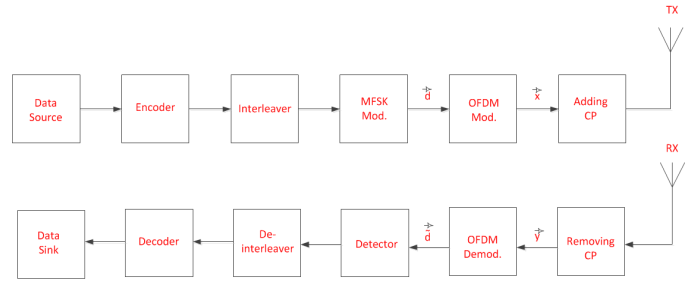 TX
Data
Source
Encoder
Interleaver
MFSK
Mod.
d
OFDM
Mod.
x
Adding
CP
RX
Data
Sink
Decoder
De-
interleaver
Detector
d
OFDM
Demod.
y
Removing
CP